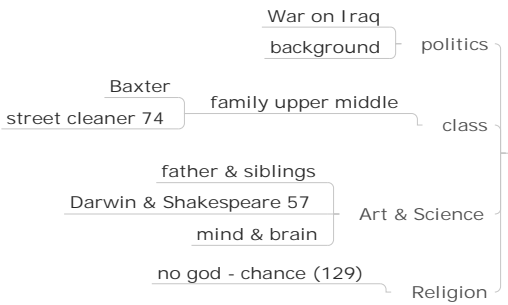 War on Iraq
background
politics
Baxter
street cleaner 74
family upper middle
class
father & siblings
Darwin & Shakespeare 57
mind & brain
Art & Science
no god - chance (129)
Religion